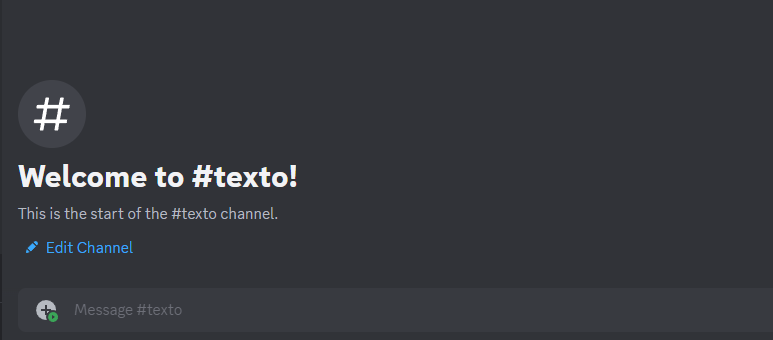 #
Welcome to #texto!
This is the start of the #texto channel.
Edit Channel
Message #texto